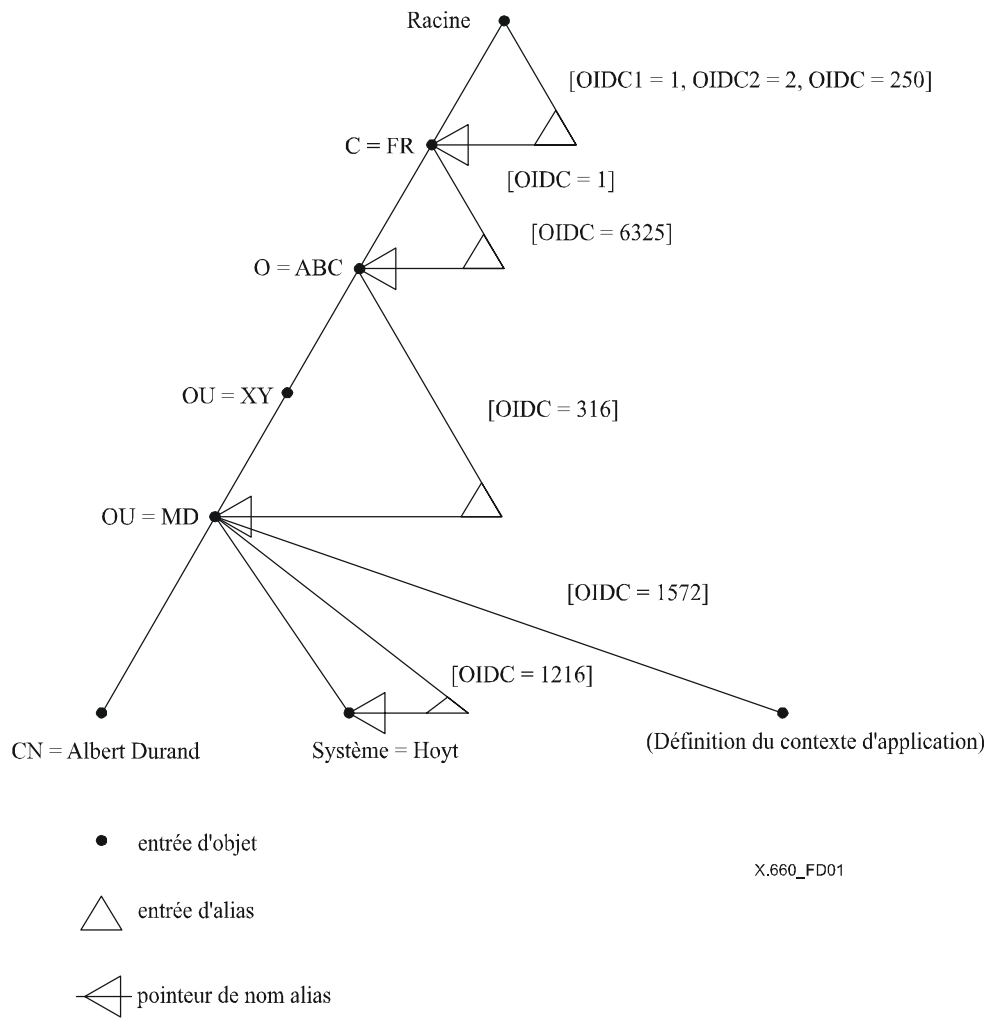 Racine
[OIDC1 = 1, OIDC2 = 2, OIDC = 250]
C = FR
[OIDC = 1]
[OIDC = 6325]
O = ABC
OU = XY
[OIDC = 316]
OU = MD
[OIDC = 1572]
[OIDC = 1216]
CN = Albert Durand
Système = Hoyt
(Définition du contexte d'application)
entrée d'objet
X.660_FD01
entrée d'alias
pointeur de nom alias